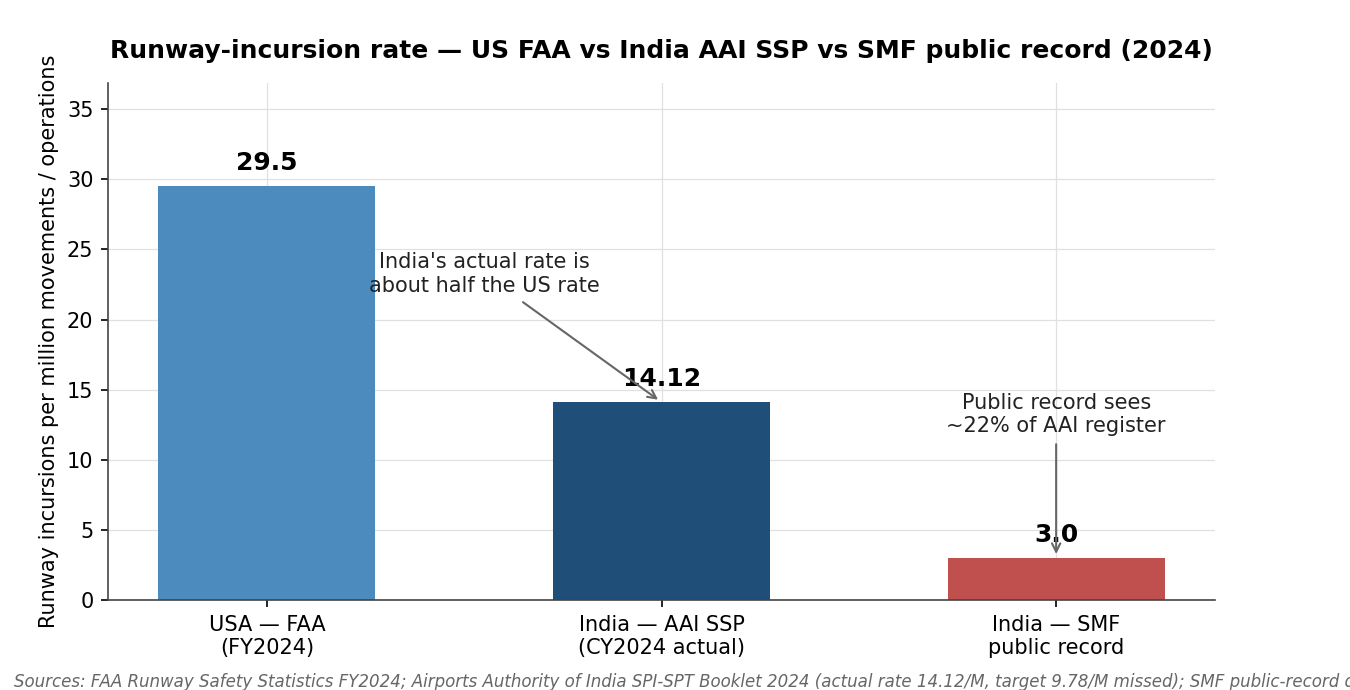 Runway-incursion rate — US FAA vs India AAI SSP vs SMF public record (2024)
Runway incursions per million movements / operations
35
30
25
20
15
10
5
0
29.5
India's actual rate is
about half the US rate
14.12
Public record sees
~22% of AAI register
3.0
USA — FAA
(FY2024)
India — AAI SSP
(CY2024 actual)
India — SMF
public record
Sources: FAA Runway Safety Statistics FY2024; Airports Authority of India SPI-SPT Booklet 2024 (actual rate 14.12/M, target 9.78/M missed); SMF public-record